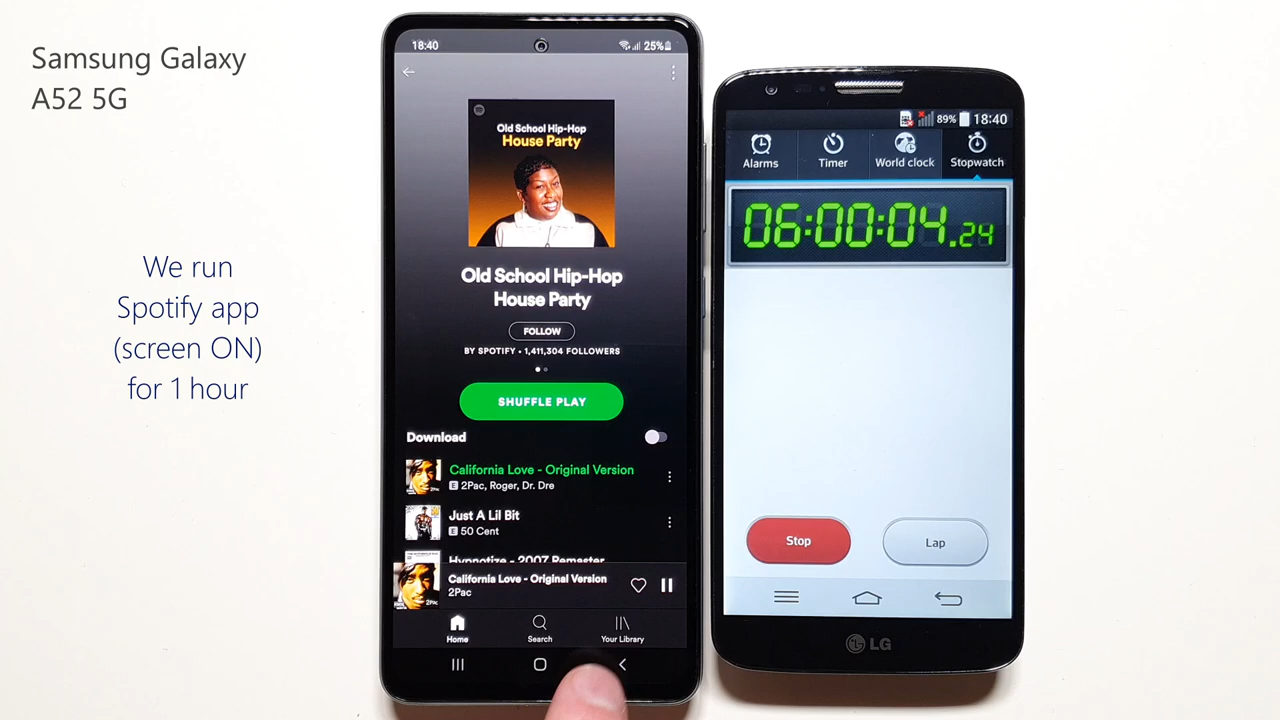 Samsung Galaxy
A52 5G
We run
Spotify app
(screen ON)
for 1 hour
18:40
25%
Old School Hip-Hop
House Party
Old School Hip-Hop
House Party
FOLLOW
BY SPOTIFY • 1,411,304 FOLLOWERS
SHUFFLE PLAY
Download
California Love - Original Version
E 2Pac, Roger, Dr. Dre
Just A Lil Bit
E 50 Cent
Hypnotize - 2007 Remaster
California Love - Original Version
2Pac
Home
Search
Your Library
89% 18:40
Alarms
Timer
World clock
Stopwatch
06:00:04.24
Stop
Lap
LG